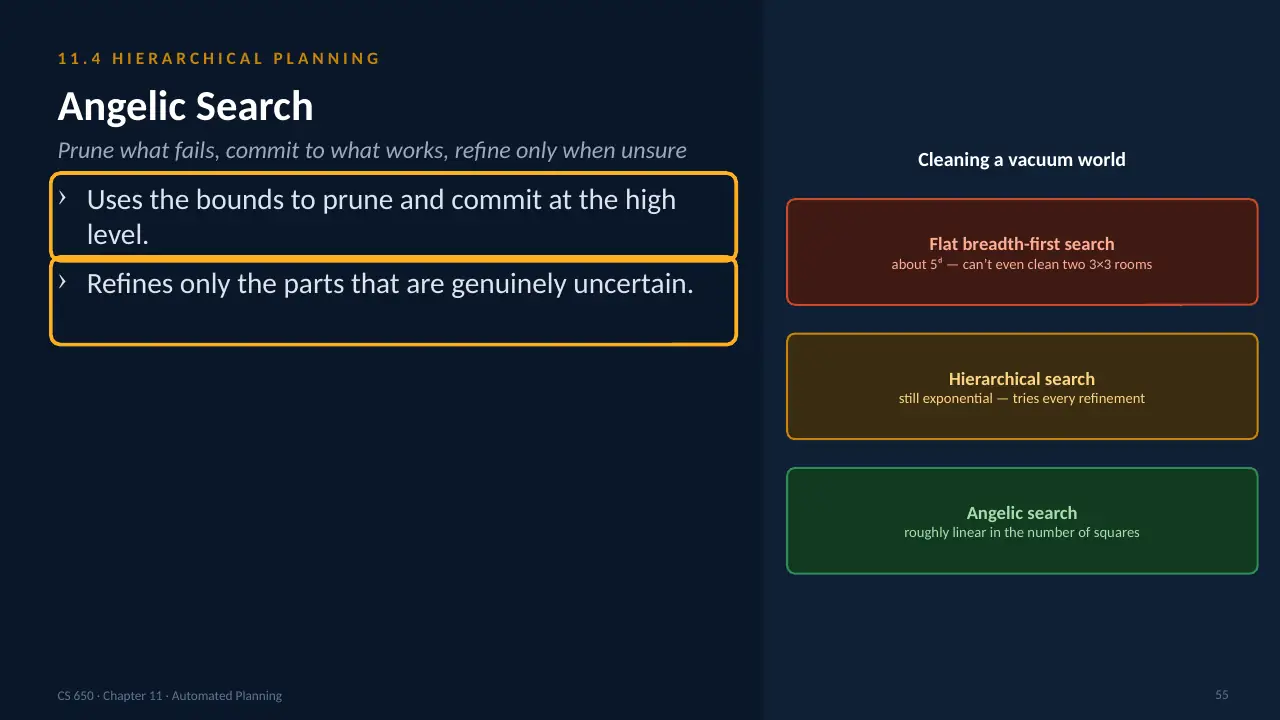 11.4 HIERARCHICAL PLANNING
Angelic Search
Prune what fails, commit to what works, refine only when unsure
› Uses the bounds to prune and commit at the high
level.
› Refines only the parts that are genuinely uncertain.
Cleaning a vacuum world
Flat breadth-first search
about 5ᵈ — can’t even clean two 3×3 rooms
Hierarchical search
still exponential — tries every refinement
Angelic search
roughly linear in the number of squares
CS 650 · Chapter 11 · Automated Planning
55